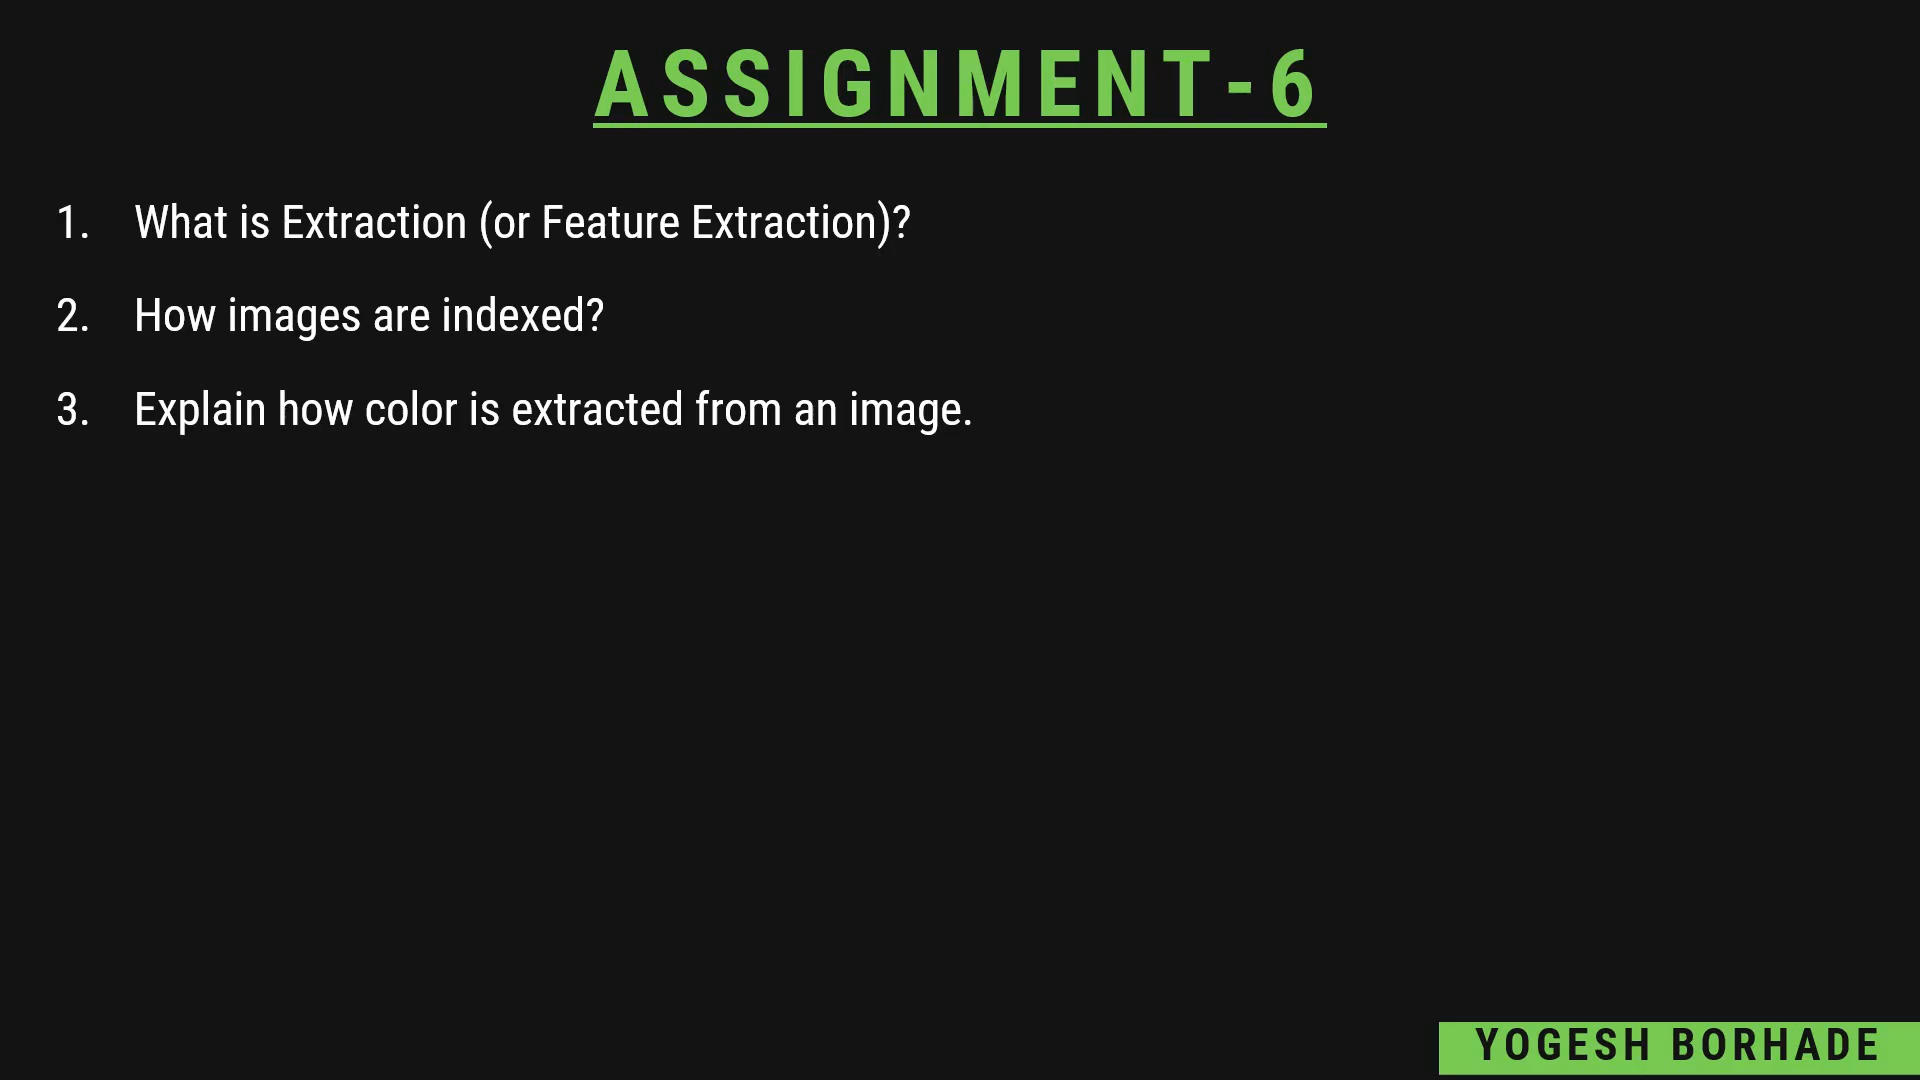 ASSIGNMENT-6
1. What is Extraction (or Feature Extraction)?
2. How images are indexed?
3. Explain how color is extracted from an image.
YOGESH BORHADE